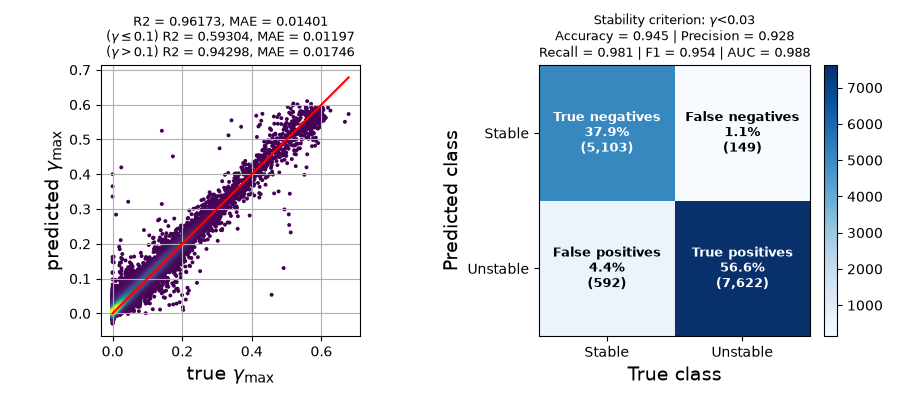 R2 = 0.96173, MAE = 0.01401
(γ ≤ 0.1) R2 = 0.59304, MAE = 0.01197
(γ > 0.1) R2 = 0.94298, MAE = 0.01746
0.7
0.6
0.5
0.4
0.3
0.2
0.1
0.0
predicted γmax
0.0 0.2 0.4 0.6
true γmax
Stability criterion: γ<0.03
Accuracy = 0.945 | Precision = 0.928
Recall = 0.981 | F1 = 0.954 | AUC = 0.988
Predicted class
Stable
Unstable
True negatives
37.9%
(5,103)
False negatives
1.1%
(149)
False positives
4.4%
(592)
True positives
56.6%
(7,622)
Stable Unstable
True class
7000
6000
5000
4000
3000
2000
1000